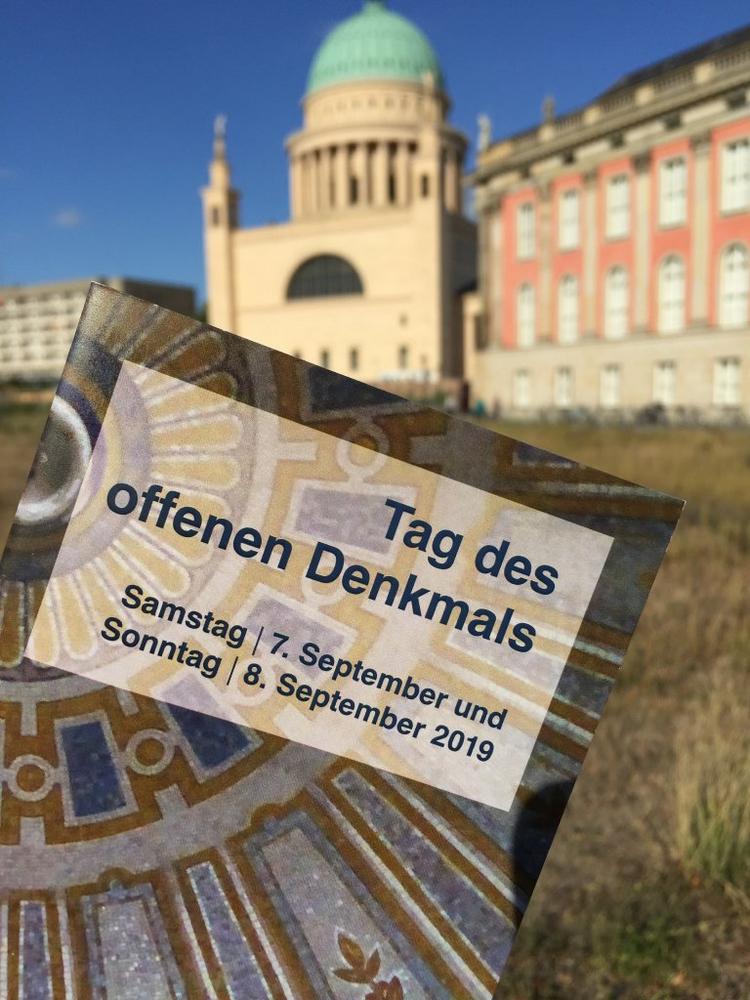 Tag des
offenen Denkmals
Samstag | 7. September und
Sonntag | 8. September 2019